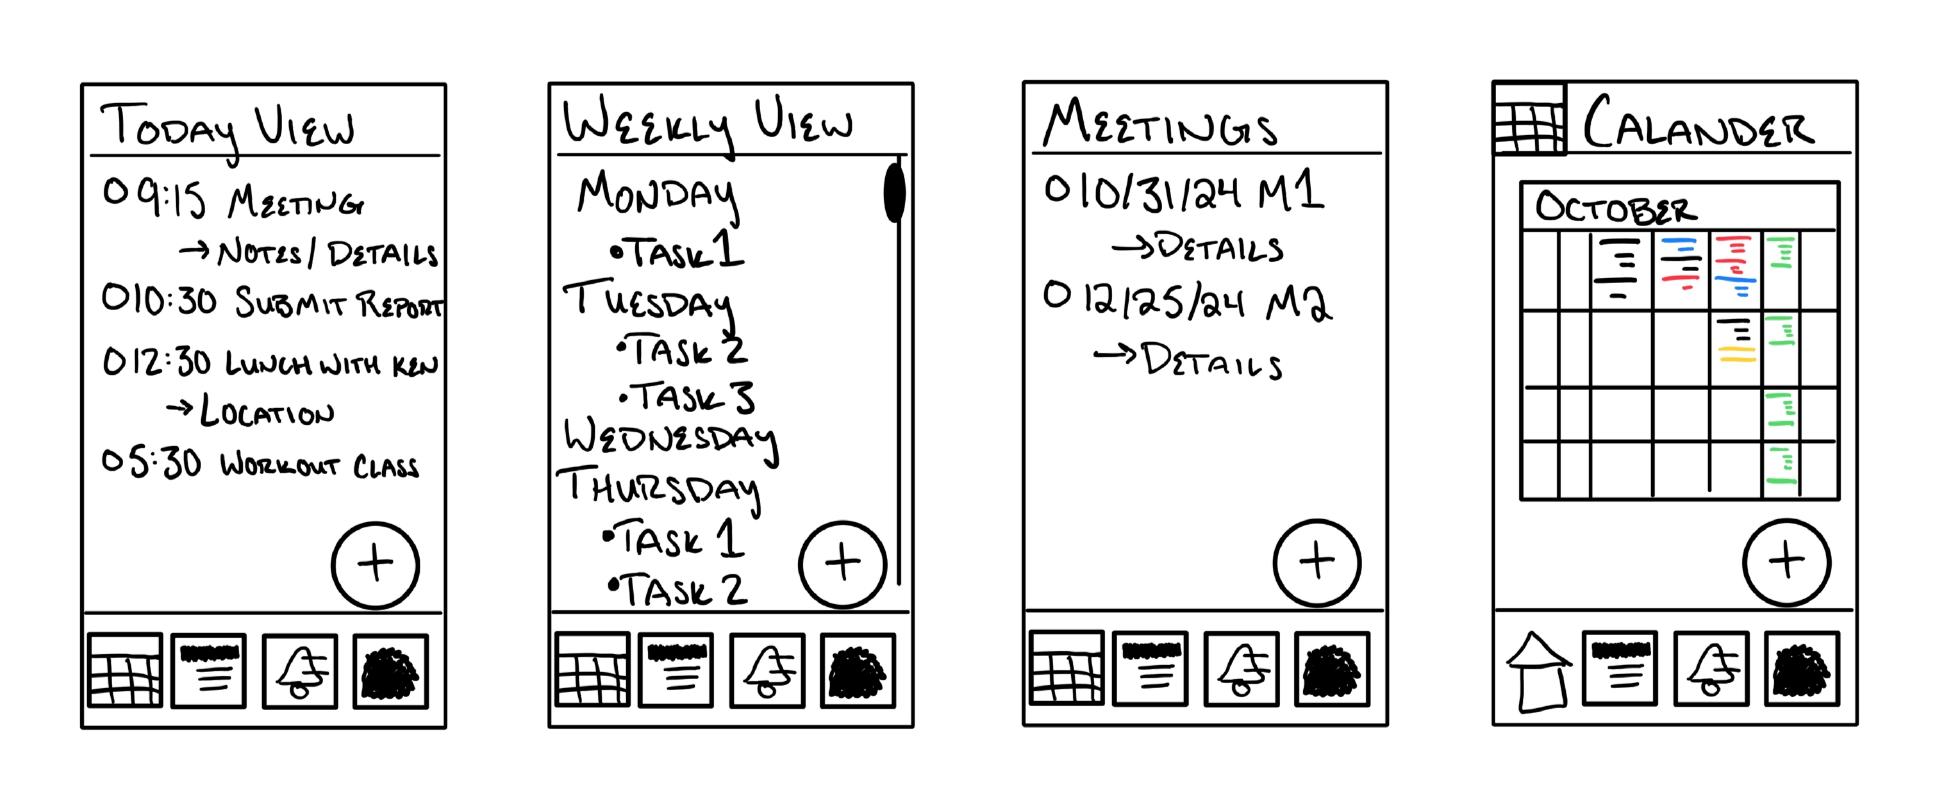 TODAY VIEW
O 9:15 MEETING
→ NOTES/DETAILS
O 10:30 SUBMIT REPORT
O 12:30 LUNCH WITH KEN
→ LOCATION
O 5:30 WORKOUT CLASS
+
WEEKLY VIEW
MONDAY
• TASK 1
TUESDAY
• TASK 2
• TASK 3
WEDNESDAY
THURSDAY
• TASK 1
• TASK 2
+
MEETINGS
O 10/31/24 M1
→ DETAILS
O 12/25/24 M2
→ DETAILS
+
CALANDER
OCTOBER
+